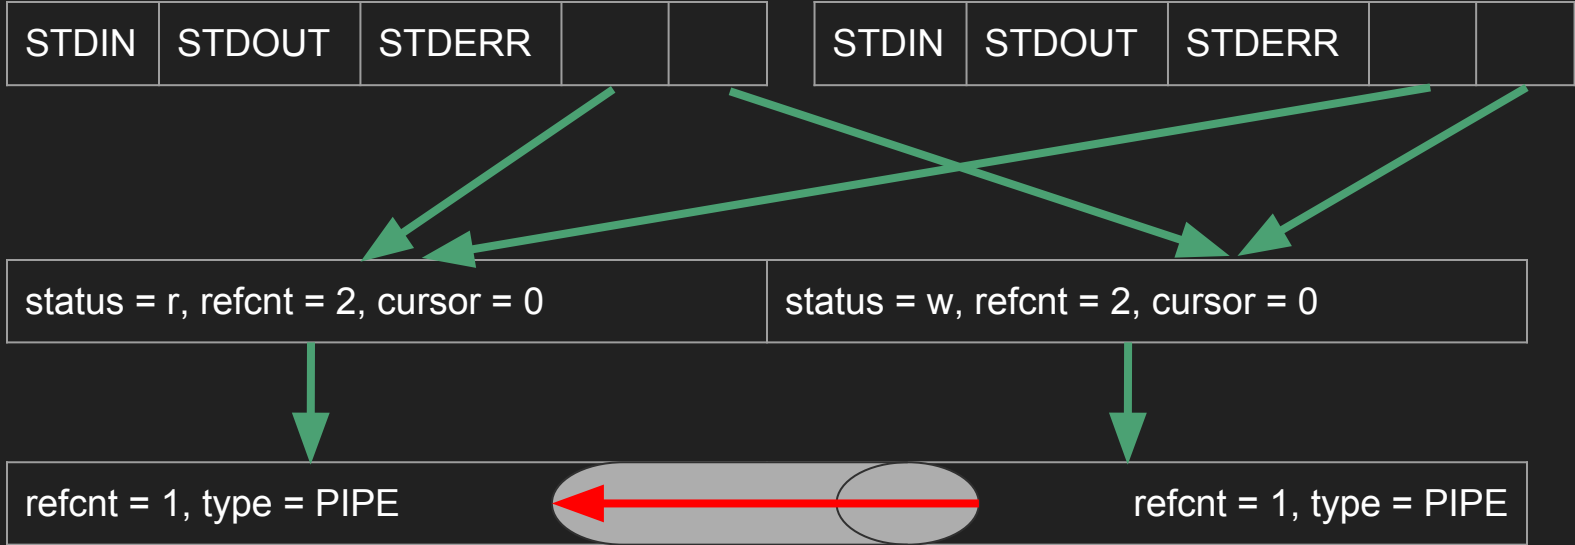 STDIN STDOUT STDERR STDIN STDOUT STDERR
status = r, refcnt = 2, cursor = 0 status = w, refcnt = 2, cursor = 0
refcnt = 1, type = PIPE refcnt = 1, type = PIPE